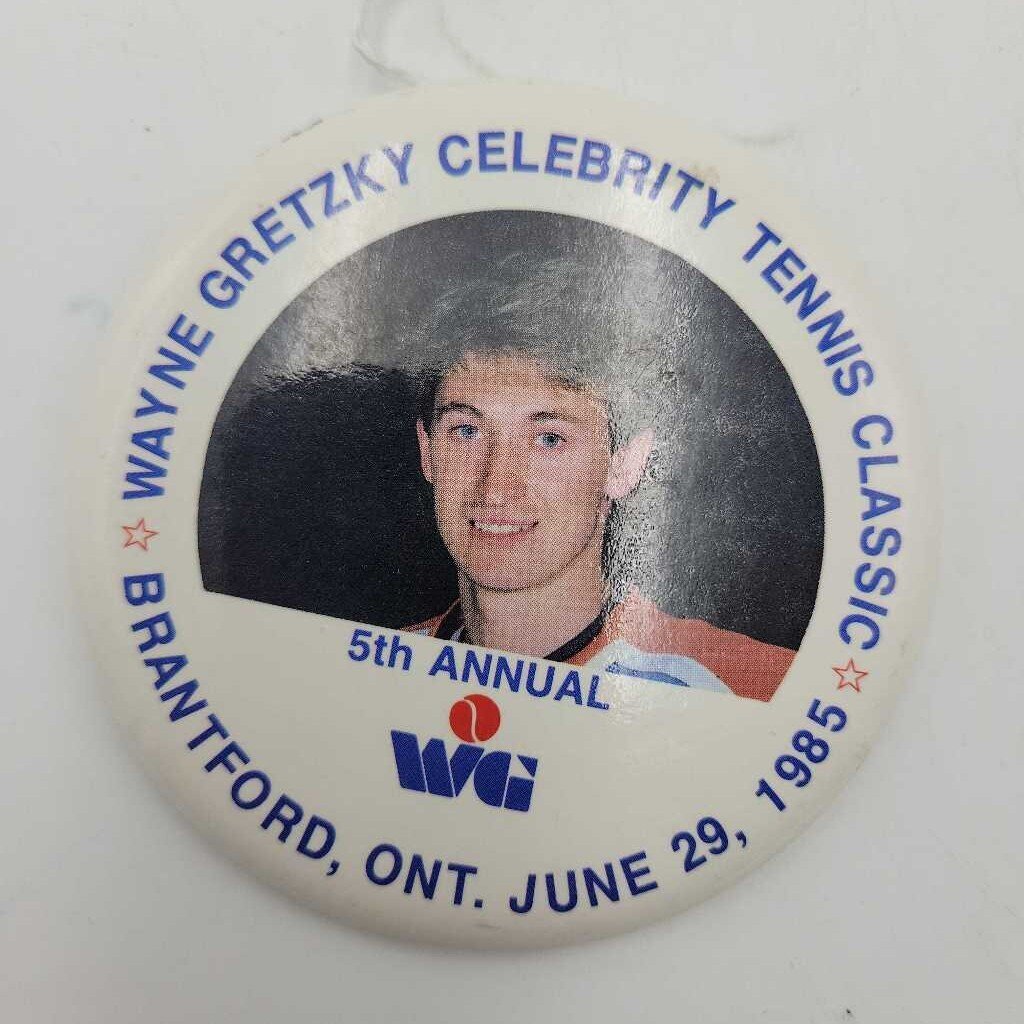 WAYNE GRETZKY CELEBRITY TENNIS CLASSIC
5th ANNUAL
WG
BRANTFORD, ONT. JUNE 29, 1985